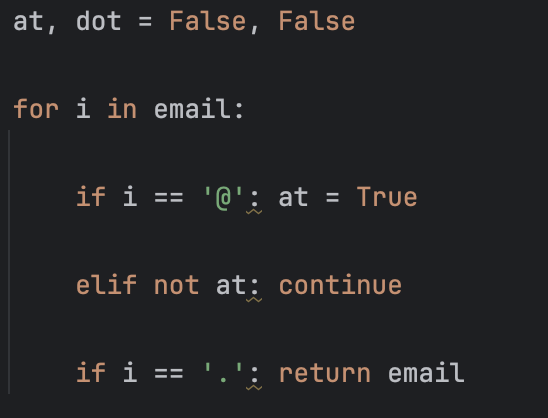 at, dot = False, False
for i in email:
if i == '@': at = True
elif not at: continue
if i == '.': return email